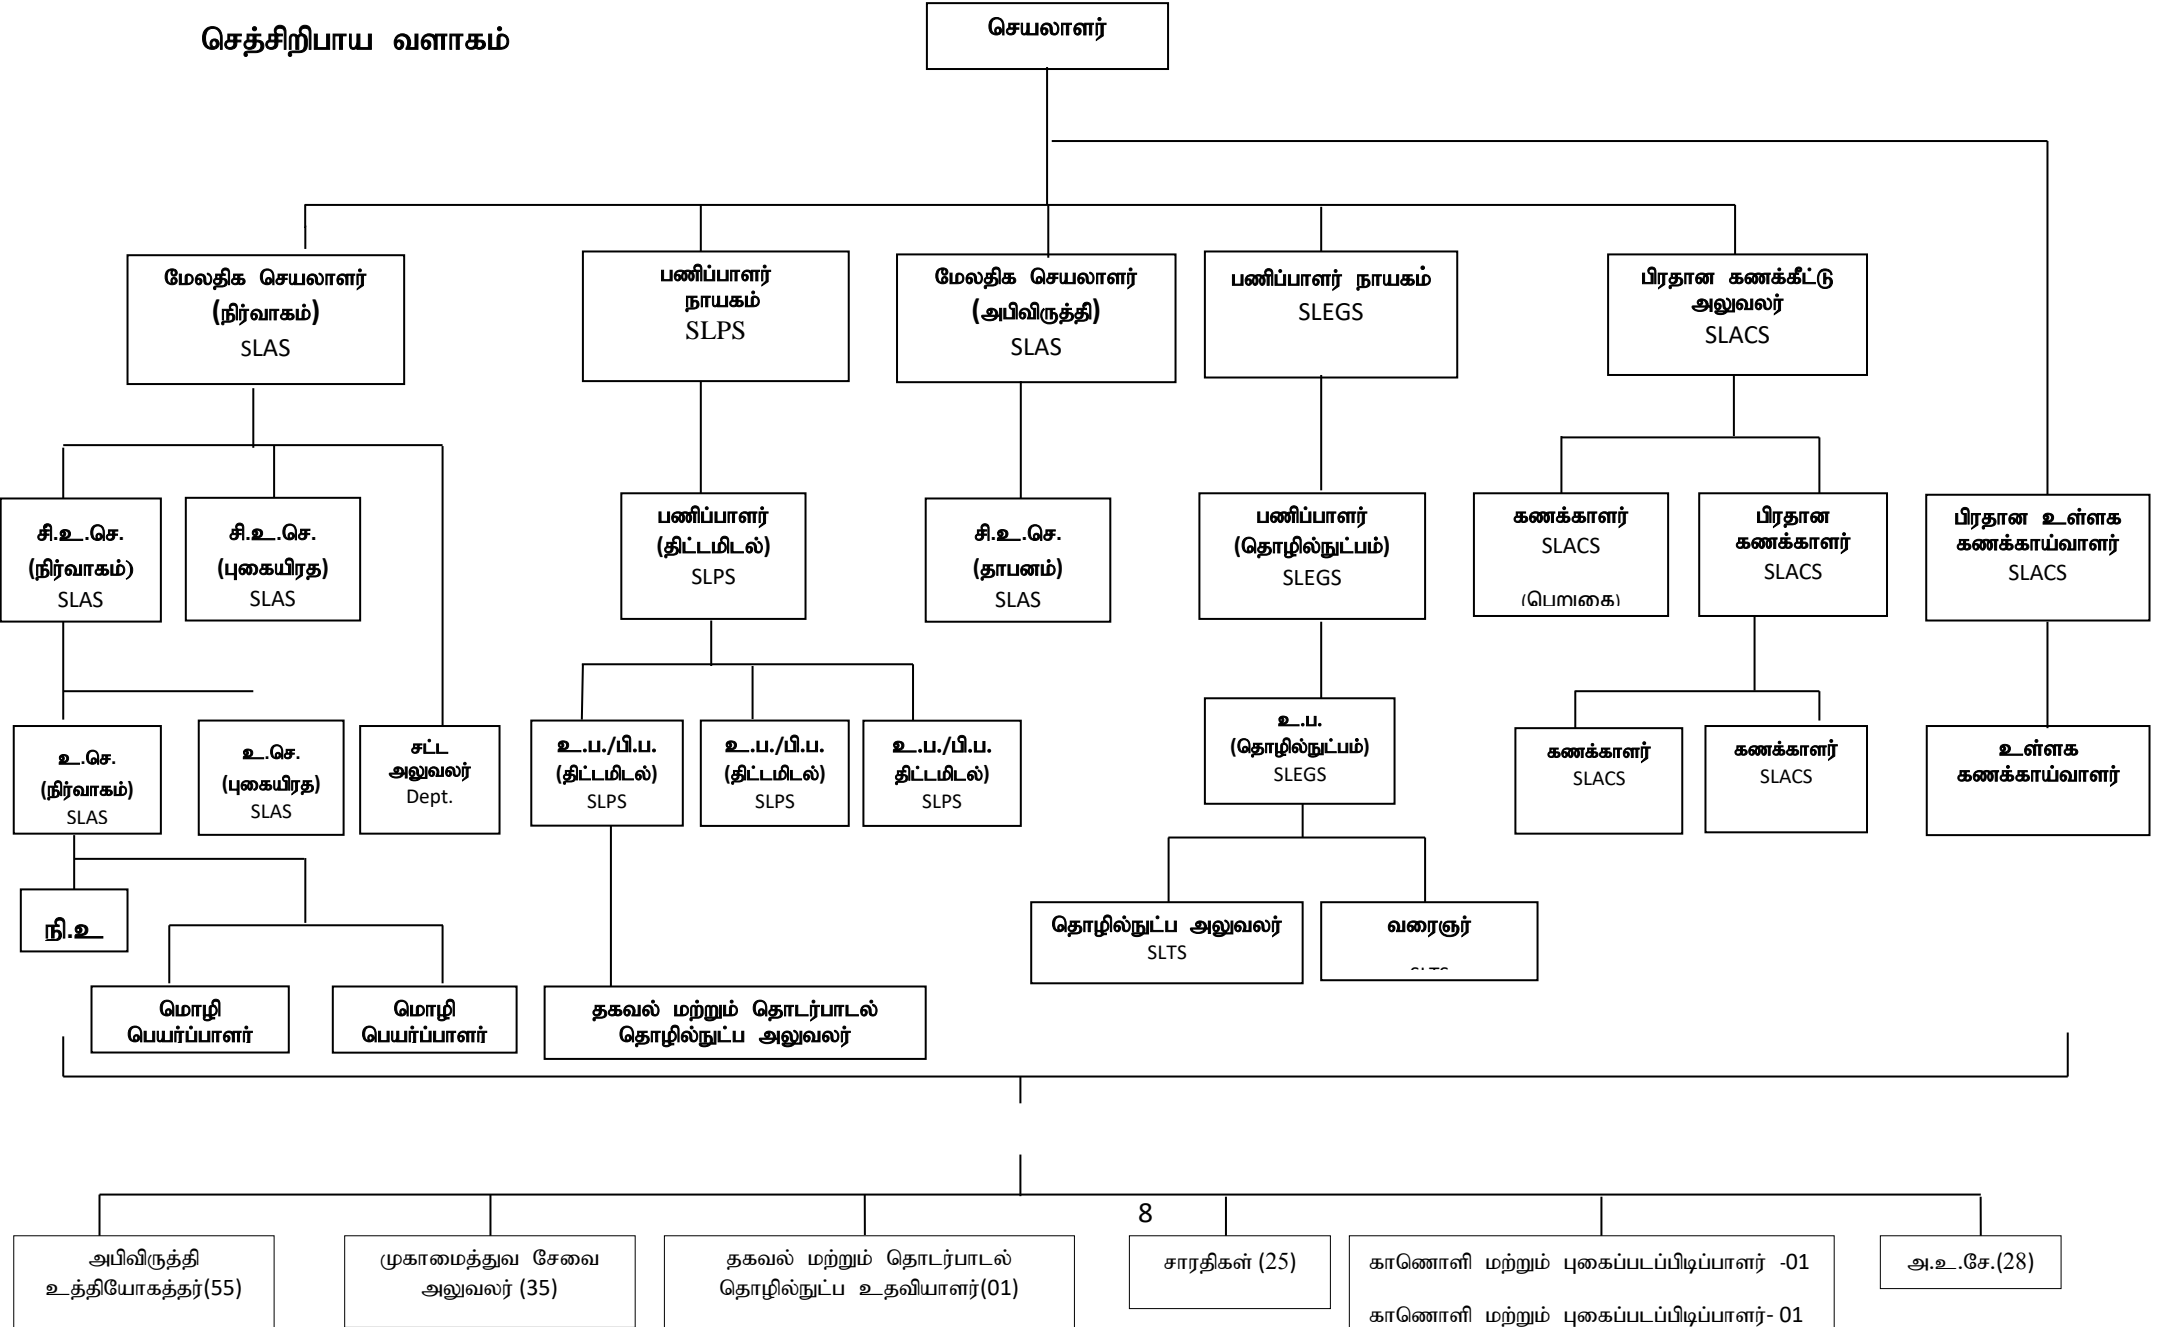 செத்சிறிபாய வளாகம்
செயலாளர்
மேலதிக செயலாளர்
(நிர்வாகம்)
SLAS
பணிப்பாளர்
நாயகம்
SLPS
மேலதிக செயலாளர்
(அபிவிருத்தி)
SLAS
பணிப்பாளர் நாயகம்
SLEGS
பிரதான கணக்கீட்டு
அலுவலர்
SLACS
சி.உ.செ.
(நிர்வாகம்)
SLAS
சி.உ.செ.
(புகையிரத)
SLAS
பணிப்பாளர்
(திட்டமிடல்)
SLPS
சி.உ.செ.
(தாபனம்)
SLAS
பணிப்பாளர்
(தொழில்நுட்பம்)
SLEGS
கணக்காளர்
SLACS
(பெறுகை)
பிரதான
கணக்காளர்
SLACS
பிரதான உள்ளக
கணக்காய்வாளர்
SLACS
உ.செ.
(நிர்வாகம்)
SLAS
உ.செ.
(புகையிரத)
SLAS
சட்ட
அலுவலர்
Dept.
உ.ப./பி.ப.
(திட்டமிடல்)
SLPS
உ.ப./பி.ப.
(திட்டமிடல்)
SLPS
உ.ப./பி.ப.
திட்டமிடல்)
SLPS
உ.ப.
(தொழில்நுட்பம்)
SLEGS
கணக்காளர்
SLACS
கணக்காளர்
SLACS
உள்ளக
கணக்காய்வாளர்
நி.உ
தொழில்நுட்ப அலுவலர்
SLTS
வரைஞர்
SLTS
மொழி
பெயர்ப்பாளர்
மொழி
பெயர்ப்பாளர்
தகவல் மற்றும் தொடர்பாடல்
தொழில்நுட்ப அலுவலர்
8
அபிவிருத்தி
உத்தியோகத்தர்(55)
முகாமைத்துவ சேவை
அலுவலர் (35)
தகவல் மற்றும் தொடர்பாடல்
தொழில்நுட்ப உதவியாளர்(01)
சாரதிகள் (25)
காணொளி மற்றும் புகைப்படப்பிடிப்பாளர் -01
காணொளி மற்றும் புகைப்படப்பிடிப்பாளர்- 01
அ.உ.சே.(28)